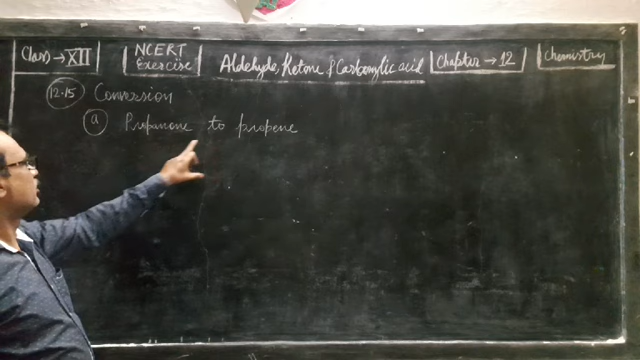 Class → XII
NCERT
Exercise
Aldehyde, Ketone & Carboxylic acid
Chapter → 12
Chemistry
12.15 Conversion
a Propanone to propene